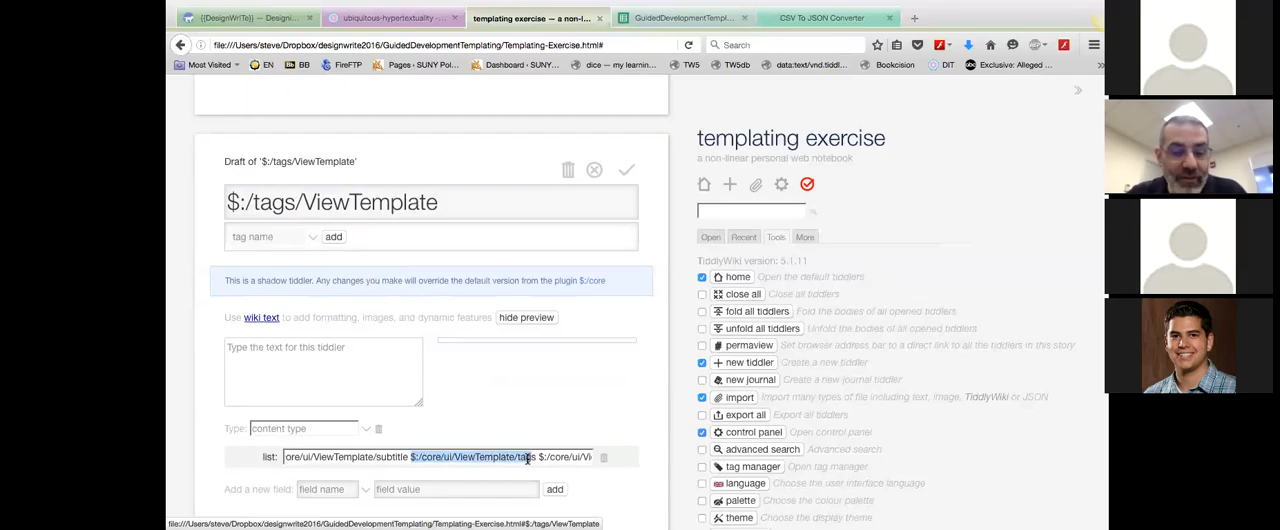 {{DesignWriTe}} — Designi...
ubiquitous-hypertextuality - ...
templating exercise — a non-l...
GuidedDevelopmentTempl...
CSV To JSON Converter
file:///Users/steve/Dropbox/designwrite2016/GuidedDevelopmentTemplating/Templating-Exercise.html#
Search
Most Visited
EN
BB
FireFTP
Pages ‹ SUNY Pol...
Dashboard ‹ SUNY...
dice — my learnin...
TW5
TW5db
data:text/vnd.tiddl...
Bookcision
DIT
Exclusive: Alleged ...
Draft of '$:/tags/ViewTemplate'
$:/tags/ViewTemplate
tag name
add
This is a shadow tiddler. Any changes you make will override the default version from the plugin $:/core
Use wiki text to add formatting, images, and dynamic features
hide preview
Type the text for this tiddler
Type:
content type
list:
ore/ui/ViewTemplate/subtitle $:/core/ui/ViewTemplate/tags $:/core/ui/Vi
Add a new field:
field name
field value
add
templating exercise
a non-linear personal web notebook
Open
Recent
Tools
More
TiddlyWiki version: 5.1.11
home Open the default tiddlers
close all Close all tiddlers
fold all tiddlers Fold the bodies of all opened tiddlers
unfold all tiddlers Unfold the bodies of all opened tiddlers
permaview Set browser address bar to a direct link to all the tiddlers in this story
new tiddler Create a new tiddler
new journal Create a new journal tiddler
import Import many types of file including text, image, TiddlyWiki or JSON
export all Export all tiddlers
control panel Open control panel
advanced search Advanced search
tag manager Open tag manager
language Choose the user interface language
palette Choose the colour palette
theme Choose the display theme
file:///Users/steve/Dropbox/designwrite2016/GuidedDevelopmentTemplating/Templating-Exercise.html#$:/tags/ViewTemplate